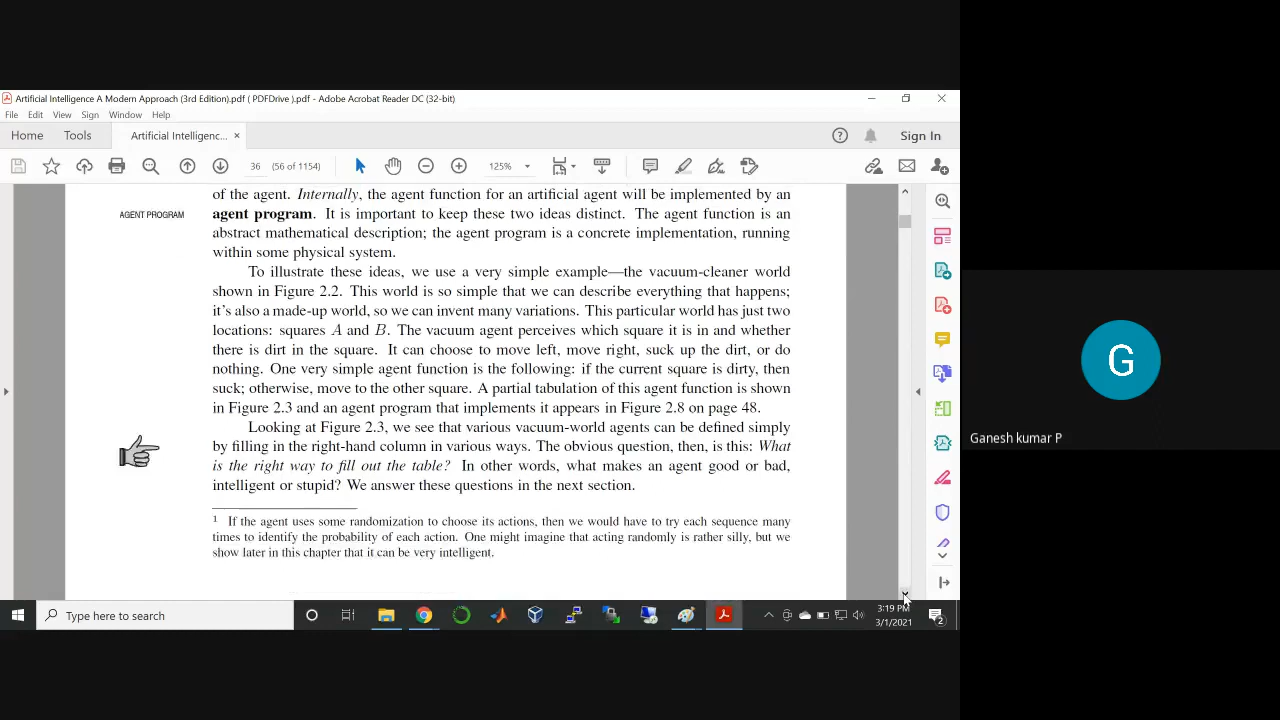 Artificial Intelligence A Modern Approach (3rd Edition).pdf ( PDFDrive ).pdf - Adobe Acrobat Reader DC (32-bit)
File Edit View Sign Window Help
Home Tools Artificial Intelligenc... × Sign In
36 (56 of 1154) 125%
of the agent. Internally, the agent function for an artificial agent will be implemented by an
AGENT PROGRAM
agent program. It is important to keep these two ideas distinct. The agent function is an
abstract mathematical description; the agent program is a concrete implementation, running
within some physical system.
To illustrate these ideas, we use a very simple example—the vacuum-cleaner world
shown in Figure 2.2. This world is so simple that we can describe everything that happens;
it's also a made-up world, so we can invent many variations. This particular world has just two
locations: squares A and B. The vacuum agent perceives which square it is in and whether
there is dirt in the square. It can choose to move left, move right, suck up the dirt, or do
nothing. One very simple agent function is the following: if the current square is dirty, then
suck; otherwise, move to the other square. A partial tabulation of this agent function is shown
in Figure 2.3 and an agent program that implements it appears in Figure 2.8 on page 48.
Looking at Figure 2.3, we see that various vacuum-world agents can be defined simply
by filling in the right-hand column in various ways. The obvious question, then, is this: What
is the right way to fill out the table? In other words, what makes an agent good or bad,
intelligent or stupid? We answer these questions in the next section.
1 If the agent uses some randomization to choose its actions, then we would have to try each sequence many
times to identify the probability of each action. One might imagine that acting randomly is rather silly, but we
show later in this chapter that it can be very intelligent.
Type here to search
3:19 PM
3/1/2021
2
G
Ganesh kumar P